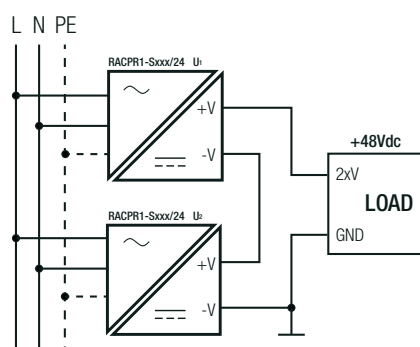 L N PE
RACPR1-Sxxx/24 U1
+V
-V
+48Vdc
2xV
LOAD
GND
RACPR1-Sxxx/24 U2
+V
-V